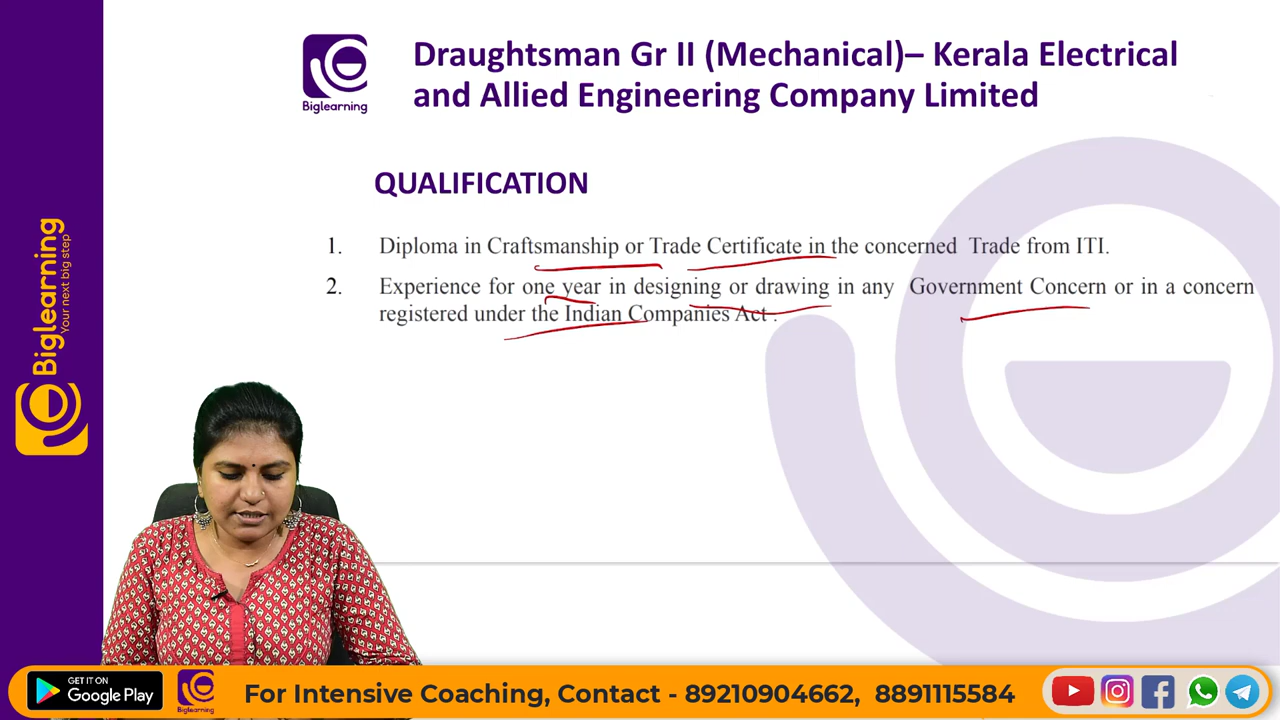 Draughtsman Gr II (Mechanical)– Kerala Electrical
and Allied Engineering Company Limited
Biglearning
QUALIFICATION
1. Diploma in Craftsmanship or Trade Certificate in the concerned Trade from ITI.
2. Experience for one year in designing or drawing in any Government Concern or in a concern
registered under the Indian Companies Act .
Biglearning
Your next big step
GET IT ON
Google Play
Biglearning
For Intensive Coaching, Contact - 89210904662, 8891115584